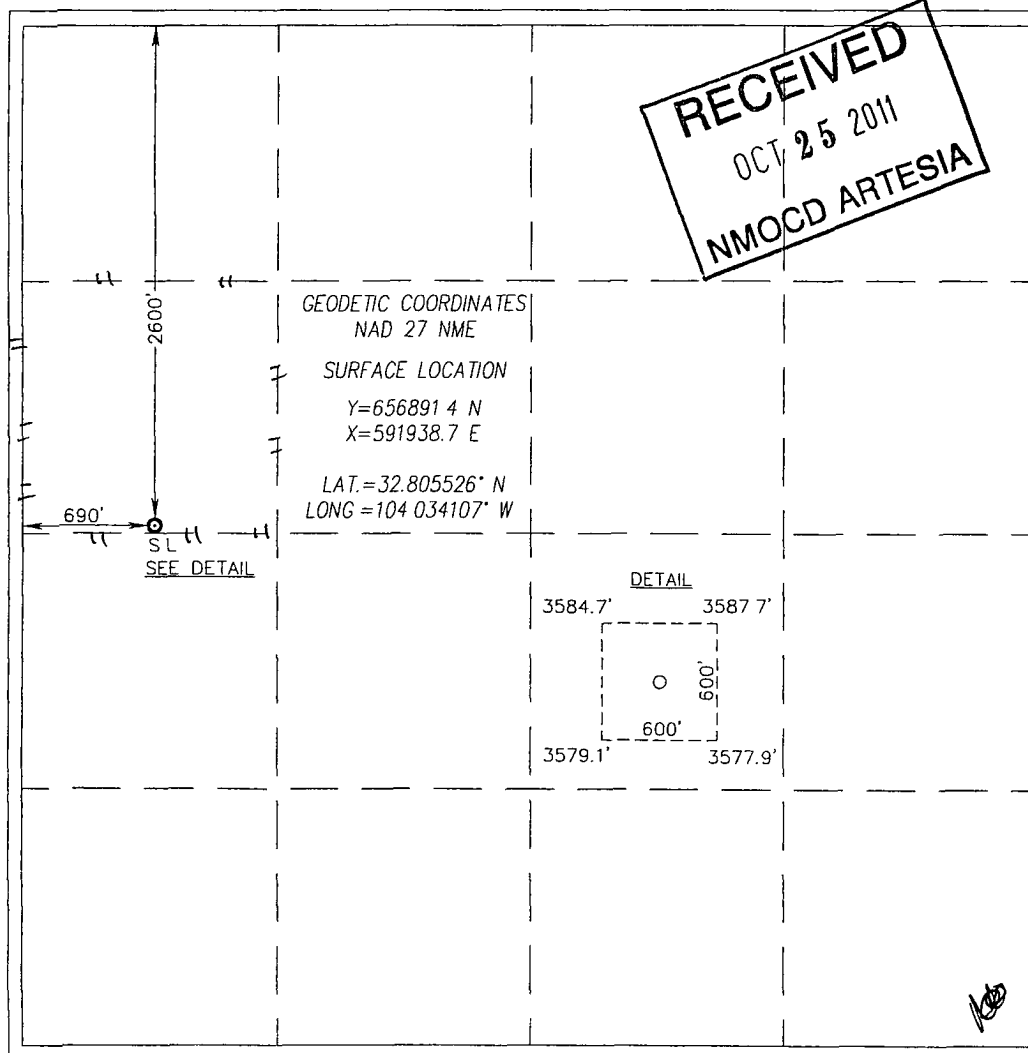 RECEIVED
OCT 25 2011
NMOCD ARTESIA
2600'
GEODETIC COORDINATES
NAD 27 NME
SURFACE LOCATION
Y=656891 4 N
X=591938.7 E
LAT.=32.805526° N
LONG =104 034107° W
690'
S L
SEE DETAIL
DETAIL
3584.7' 3587 7'
600'
600'
3579.1' 3577.9'